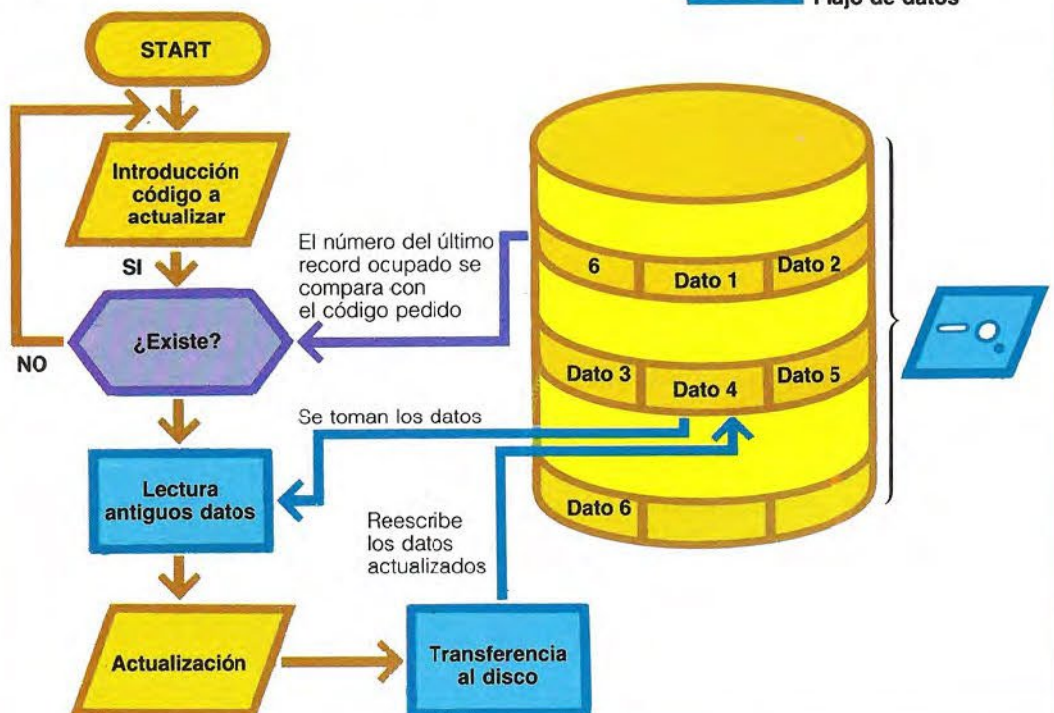 Flujo de datos
START
Introducción
código a
actualizar
SI
¿Existe?
NO
El número del último
record ocupado se
compara con
el código pedido
6
Dato 1
Dato 2
Dato 3
Dato 4
Dato 5
Dato 6
Se toman los datos
Lectura
antiguos datos
Reescribe
los datos
actualizados
Actualización
Transferencia
al disco